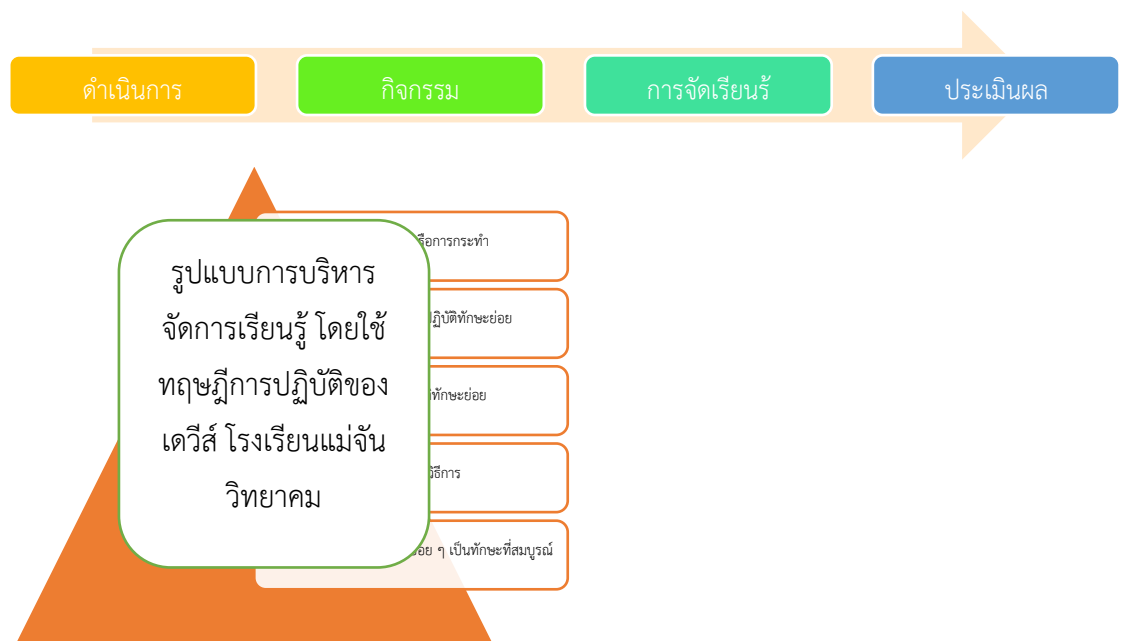 ดำเนินการ
กิจกรรม
การจัดเรียนรู้
ประเมินผล
รูปแบบการบริหาร
จัดการเรียนรู้ โดยใช้
ทฤษฎีการปฏิบัติของ
เดวีส์ โรงเรียนแม่จัน
วิทยาคม
การกระทำ
ทักษะย่อย
ทักษะย่อย
วิธีการ
ๆ เป็นทักษะที่สมบูรณ์